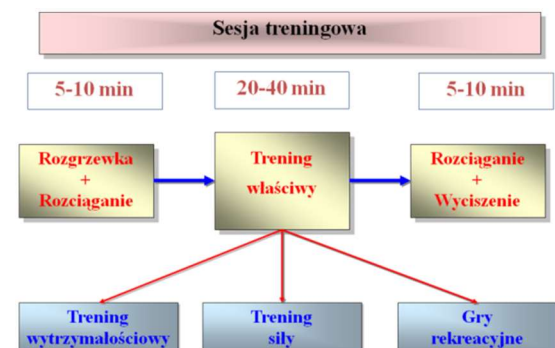 Sesja treningowa
5-10 min
20-40 min
5-10 min
Rozgrzewka
+
Rozciąganie
Trening
właściwy
Rozciąganie
+
Wyciszenie
Trening
wytrzymałościowy
Trening
siły
Gry
rekreacyjne